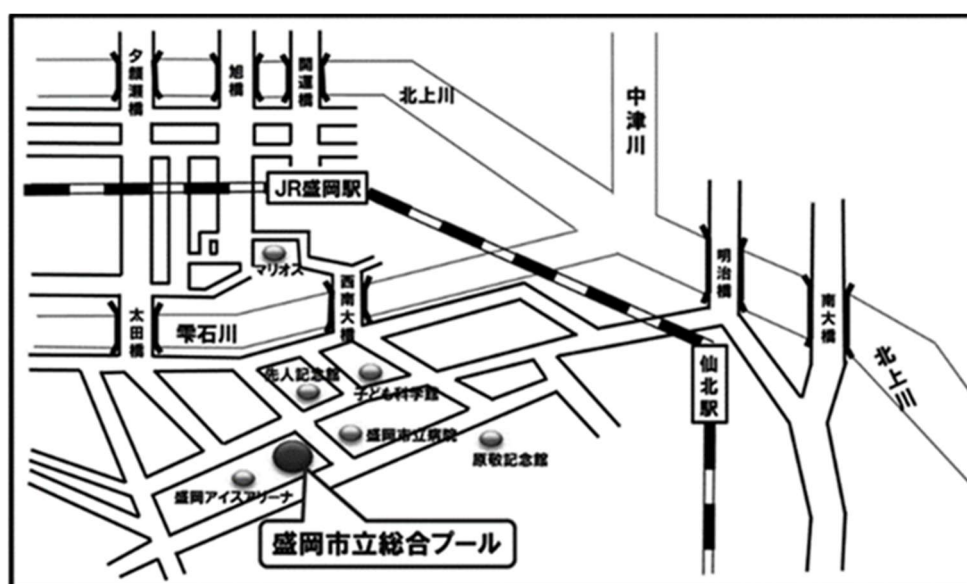 夕顔瀬橋
旭橋
開運橋
北上川
中津川
JR盛岡駅
マリオス
西南大橋
明治橋
南大橋
太田橋
雫石川
北上川
先人記念館
子ども科学館
仙北駅
盛岡市立病院
原敬記念館
盛岡アイスアリーナ
盛岡市立総合プール